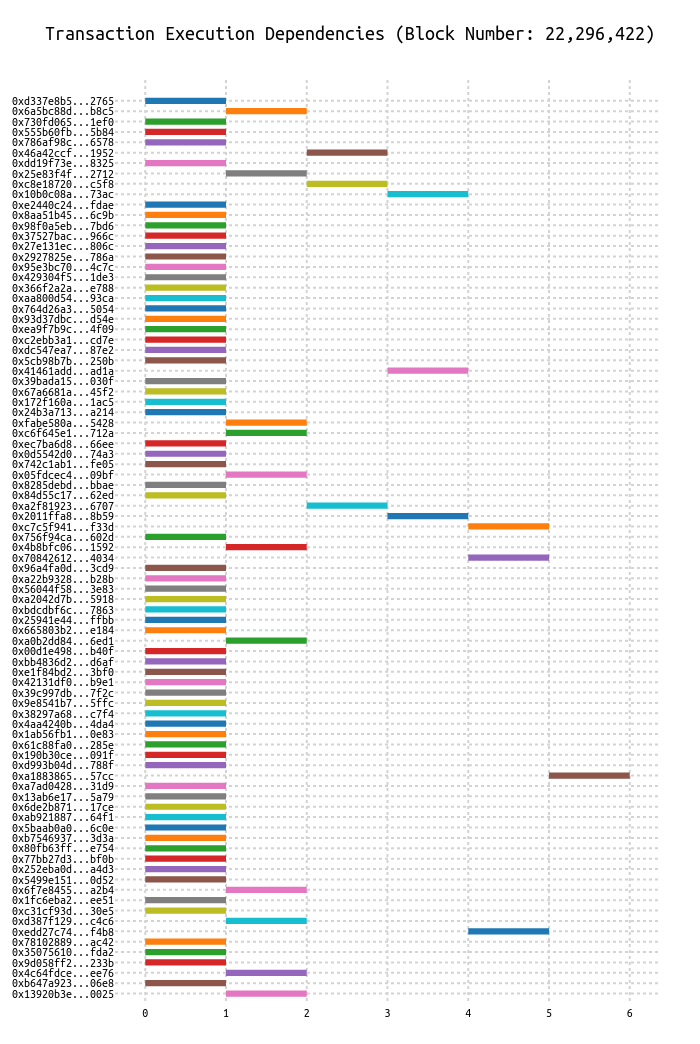 Transaction Execution Dependencies (Block Number: 22,296,422)
0xd337e8b5...2765
0x6a5bc88d...b8c5
0x730fd065...1ef0
0x555b60fb...5b84
0x786af98c...6578
0x46a42ccf...1952
0xdd19f73e...8325
0x25e83f4f...2712
0xc8e18720...c5f8
0x10b0c08a...73ac
0xe2440c24...fdae
0x8aa51b45...6c9b
0x98f0a5eb...7bd6
0x37527bac...966c
0x27e131ec...806c
0x2927825e...786a
0x95e3bc70...4c7c
0x429304f5...1de3
0x366f2a2a...e788
0xaa800d54...93ca
0x764d26a3...5054
0x93d37dbc...d54e
0xea9f7b9c...4f09
0xc2ebb3a1...cd7e
0xdc547ea7...87e2
0x5cb98b7b...250b
0x41461add...ad1a
0x39bada15...030f
0x67a6681a...45f2
0x172f160a...1ac5
0x24b3a713...a214
0xfabe580a...5428
0xc6f645e1...712a
0xec7ba6d8...66ee
0x0d5542d0...74a3
0x742c1ab1...fe05
0x05fdcec4...09bf
0x8285debd...bbae
0x84d55c17...62ed
0xa2f81923...6707
0x2011ffa8...8b59
0xc7c5f941...f33d
0x756f94ca...602d
0x4b8bfc06...1592
0x70842612...4034
0x96a4fa0d...3cd9
0xa22b9328...b28b
0x56044f58...3e83
0xa2042d7b...5918
0xbdcdbf6c...7863
0x25941e44...ffbb
0x665803b2...e184
0xa0b2dd84...6ed1
0x00d1e498...b40f
0xbb4836d2...d6af
0xe1f84bd2...3bf0
0x42131df0...b9e1
0x39c997db...7f2c
0x9e8541b7...5ffc
0x38297a68...c7f4
0x4aa4240b...4da4
0x1ab56fb1...0e83
0x61c88fa0...285e
0x190b30ce...091f
0xd993b04d...788f
0xa1883865...57cc
0xa7ad0428...31d9
0x13ab6e17...5a79
0x6de2b871...17ce
0xab921887...64f1
0x5baab0a0...6c0e
0xb7546937...3d3a
0x80fb63ff...e754
0x77bb27d3...bf0b
0x252eba0d...a4d3
0x5499e151...0d52
0x6f7e8455...a2b4
0x1fc6eba2...ee51
0xc31cf93d...30e5
0xd387f129...c4c6
0xedd27c74...f4b8
0x78102889...ac42
0x35075610...fda2
0x9d058ff2...233b
0x4c64fdce...ee76
0xb647a923...06e8
0x13920b3e...0025
0 1 2 3 4 5 6